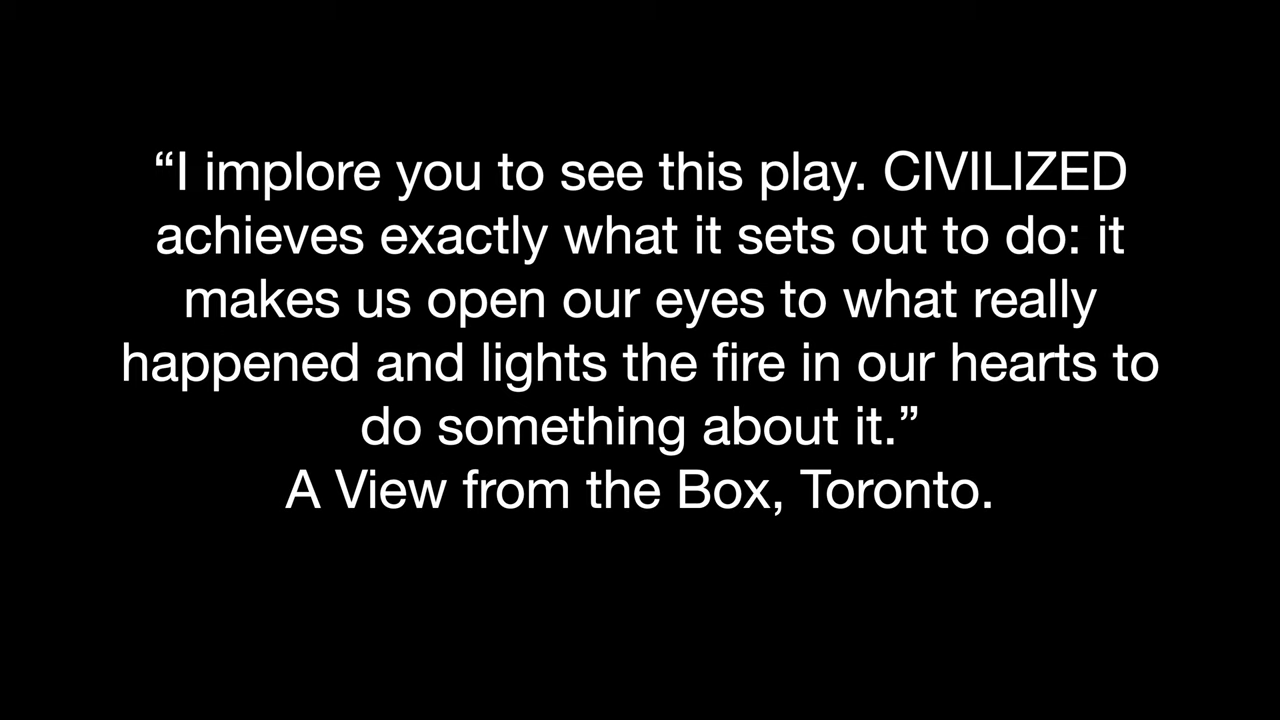 “I implore you to see this play. CIVILIZED
achieves exactly what it sets out to do: it
makes us open our eyes to what really
happened and lights the fire in our hearts to
do something about it.”
A View from the Box, Toronto.